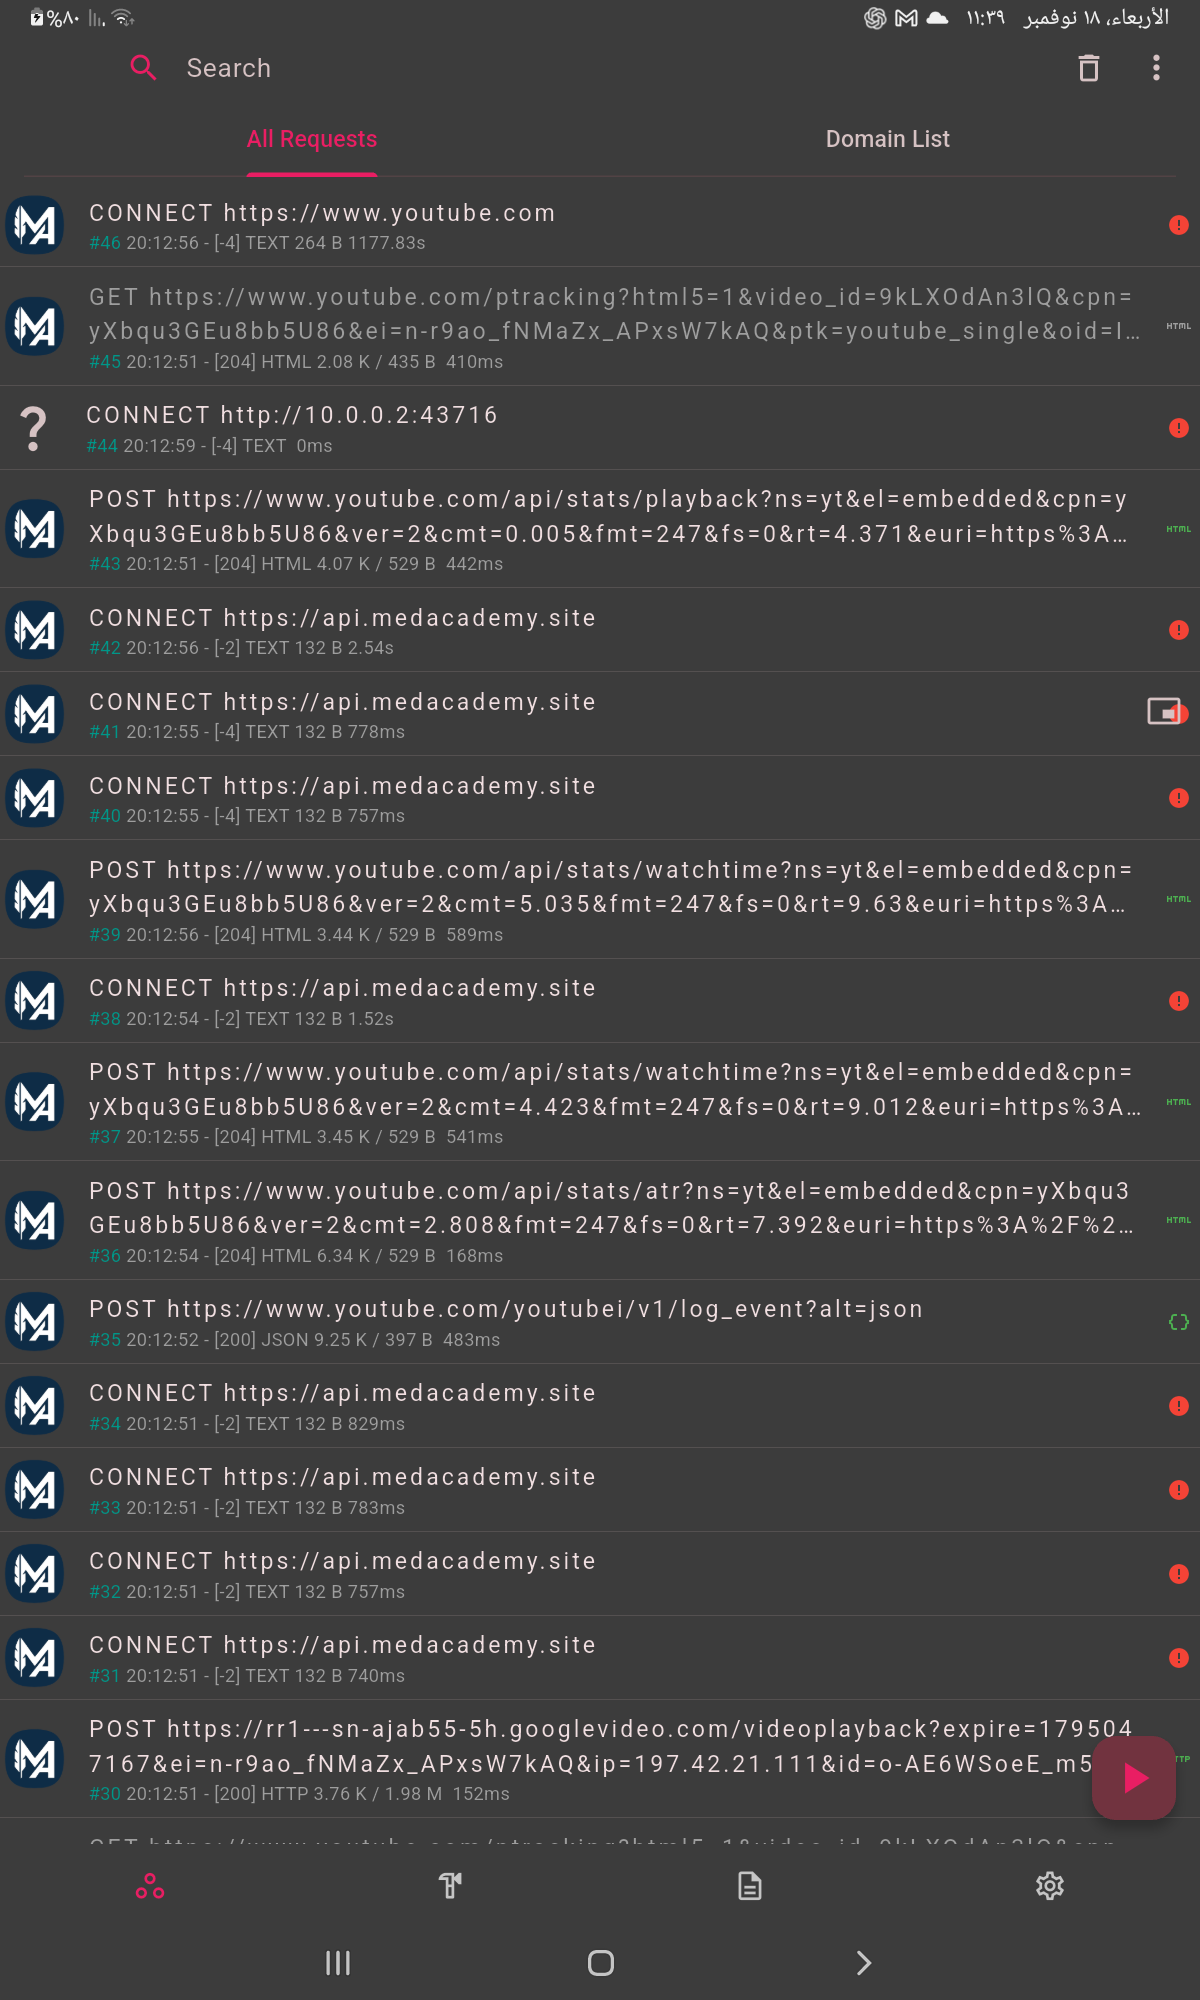 %٨٠ الأربعاء، ١٨ نوفمبر ١١:٣٩
Search
All Requests
Domain List
CONNECT https://www.youtube.com
#46 20:12:56 - [-4] TEXT 264 B 1177.83s
GET https://www.youtube.com/ptracking?html5=1&video_id=9kLXOdAn3lQ&cpn=
yXbqu3GEu8bb5U86&ei=n-r9ao_fNMaZx_APxsW7kAQ&ptk=youtube_single&oid=I…
HTML
#45 20:12:51 - [204] HTML 2.08 K / 435 B 410ms
CONNECT http://10.0.0.2:43716
#44 20:12:59 - [-4] TEXT 0ms
POST https://www.youtube.com/api/stats/playback?ns=yt&el=embedded&cpn=y
Xbqu3GEu8bb5U86&ver=2&cmt=0.005&fmt=247&fs=0&rt=4.371&euri=https%3A…
HTML
#43 20:12:51 - [204] HTML 4.07 K / 529 B 442ms
CONNECT https://api.medacademy.site
#42 20:12:56 - [-2] TEXT 132 B 2.54s
CONNECT https://api.medacademy.site
#41 20:12:55 - [-4] TEXT 132 B 778ms
CONNECT https://api.medacademy.site
#40 20:12:55 - [-4] TEXT 132 B 757ms
POST https://www.youtube.com/api/stats/watchtime?ns=yt&el=embedded&cpn=
yXbqu3GEu8bb5U86&ver=2&cmt=5.035&fmt=247&fs=0&rt=9.63&euri=https%3A…
HTML
#39 20:12:56 - [204] HTML 3.44 K / 529 B 589ms
CONNECT https://api.medacademy.site
#38 20:12:54 - [-2] TEXT 132 B 1.52s
POST https://www.youtube.com/api/stats/watchtime?ns=yt&el=embedded&cpn=
yXbqu3GEu8bb5U86&ver=2&cmt=4.423&fmt=247&fs=0&rt=9.012&euri=https%3A…
HTML
#37 20:12:55 - [204] HTML 3.45 K / 529 B 541ms
POST https://www.youtube.com/api/stats/atr?ns=yt&el=embedded&cpn=yXbqu3
GEu8bb5U86&ver=2&cmt=2.808&fmt=247&fs=0&rt=7.392&euri=https%3A%2F%2…
HTML
#36 20:12:54 - [204] HTML 6.34 K / 529 B 168ms
POST https://www.youtube.com/youtubei/v1/log_event?alt=json
#35 20:12:52 - [200] JSON 9.25 K / 397 B 483ms
CONNECT https://api.medacademy.site
#34 20:12:51 - [-2] TEXT 132 B 829ms
CONNECT https://api.medacademy.site
#33 20:12:51 - [-2] TEXT 132 B 783ms
CONNECT https://api.medacademy.site
#32 20:12:51 - [-2] TEXT 132 B 757ms
CONNECT https://api.medacademy.site
#31 20:12:51 - [-2] TEXT 132 B 740ms
POST https://rr1---sn-ajab55-5h.googlevideo.com/videoplayback?expire=179504
7167&ei=n-r9ao_fNMaZx_APxsW7kAQ&ip=197.42.21.111&id=o-AE6WSoeE_m5
#30 20:12:51 - [200] HTTP 3.76 K / 1.98 M 152ms